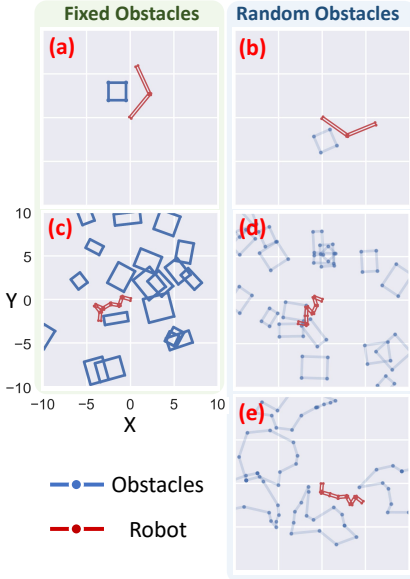 Fixed Obstacles
Random Obstacles
(a)
(b)
(c)
(d)
10
5
0
−5
−10
Y
−10
−5
0
5
10
X
(e)
Obstacles
Robot